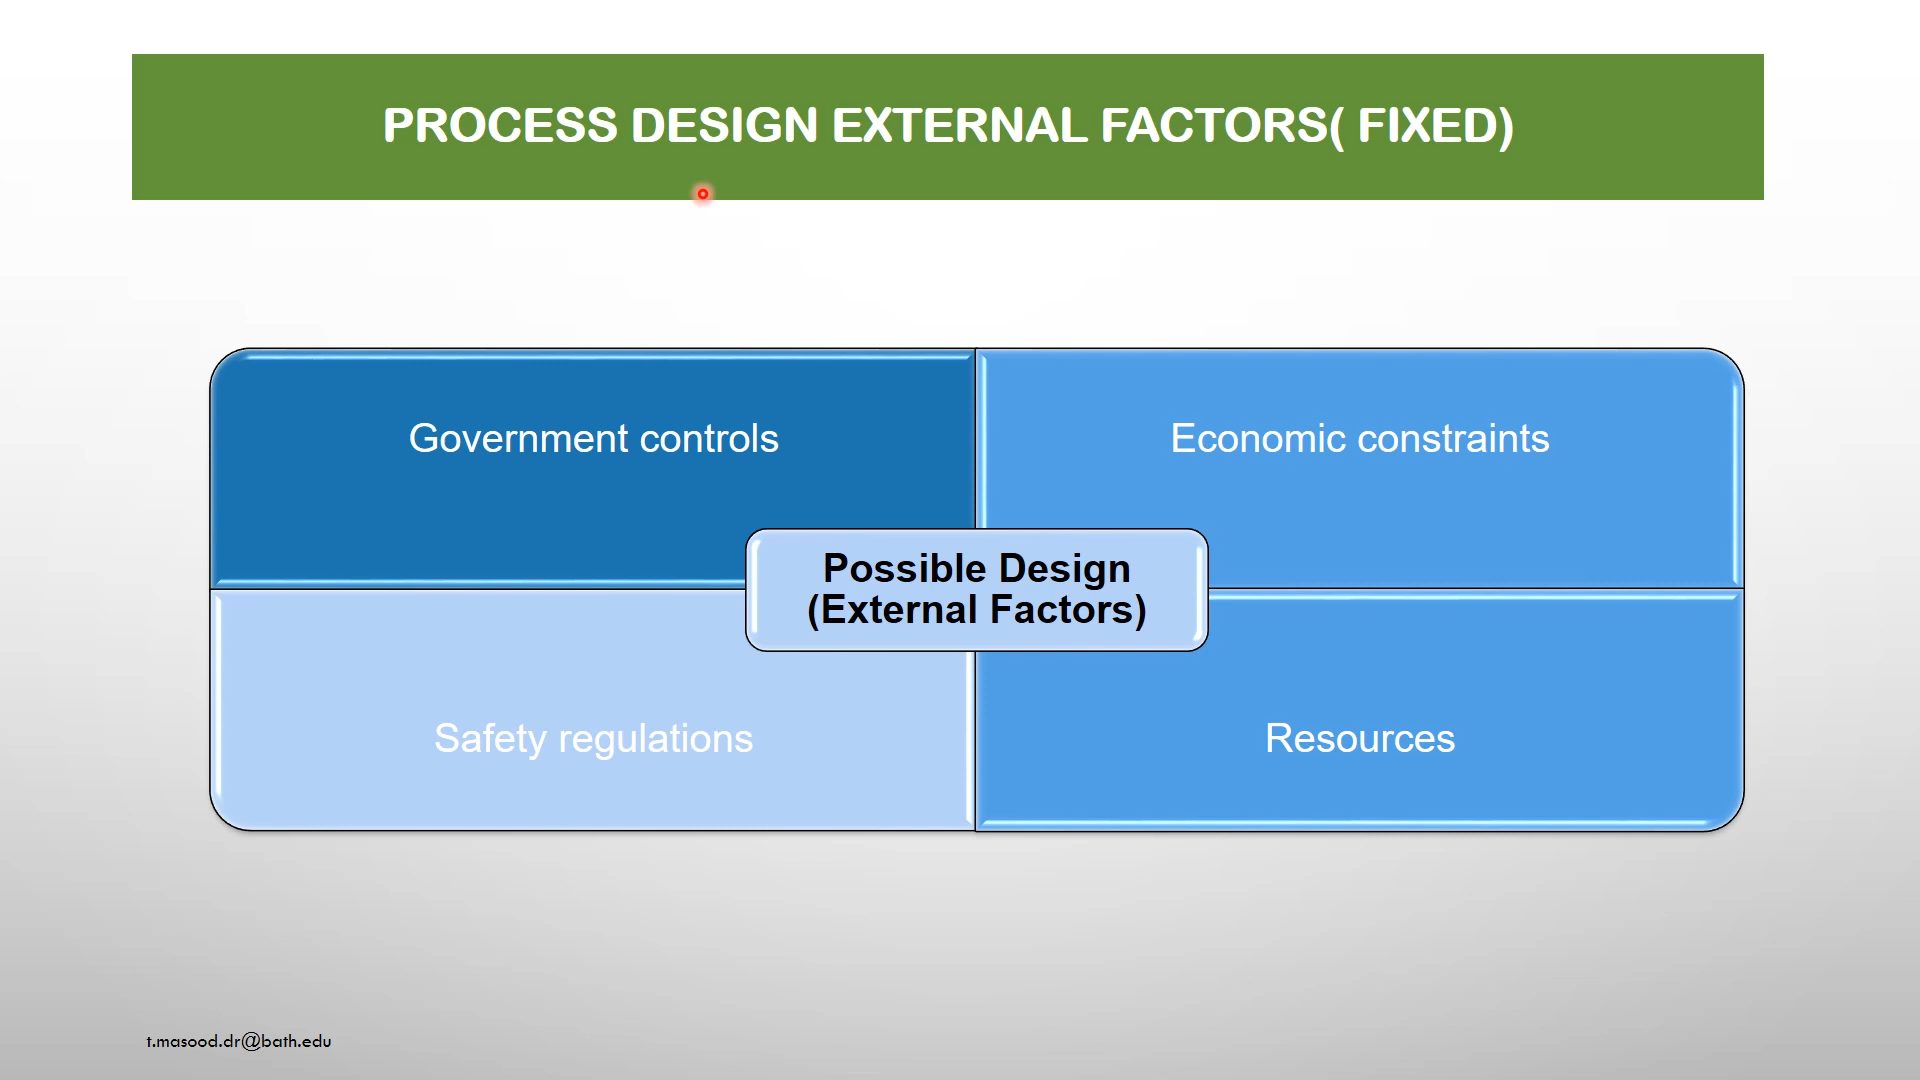 PROCESS DESIGN EXTERNAL FACTORS( FIXED)
Government controls
Economic constraints
Possible Design
(External Factors)
Safety regulations
Resources
t.masood.dr@bath.edu